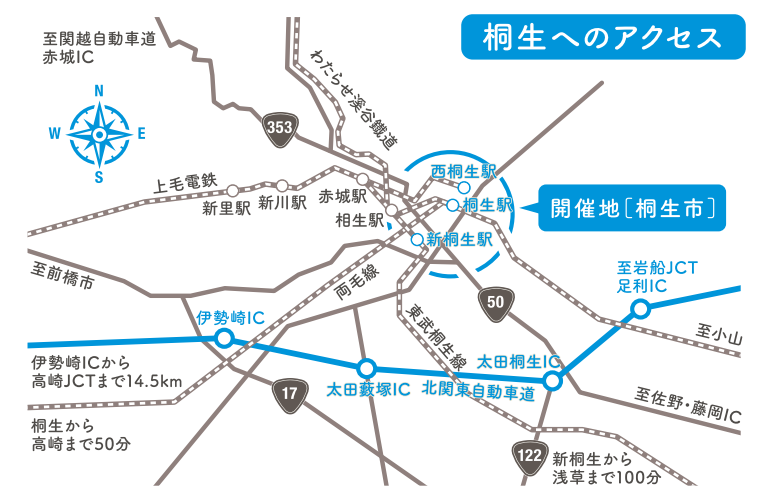 桐生へのアクセス
至関越自動車道
赤城IC
わたらせ渓谷鐵道
N
W
E
S
353
西桐生駅
上毛電鉄
新里駅
新川駅
赤城駅
相生駅
桐生駅
開催地［桐生市］
新桐生駅
至前橋市
両毛線
至岩船JCT
足利IC
50
伊勢崎IC
東武桐生線
至小山
伊勢崎ICから
高崎JCTまで14.5km
太田桐生IC
太田藪塚IC
北関東自動車道
17
至佐野・藤岡IC
桐生から
高崎まで50分
122
新桐生から
浅草まで100分